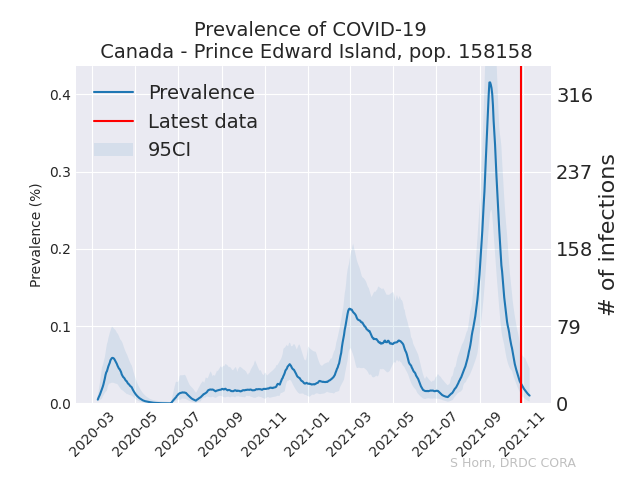 Prevalence of COVID-19
Canada - Prince Edward Island, pop. 158158
Prevalence
Latest data
95CI
Prevalence (%)
0.4
0.3
0.2
0.1
0.0
316
237
158
79
0
# of infections
2020-03
2020-05
2020-07
2020-09
2020-11
2021-01
2021-03
2021-05
2021-07
2021-09
2021-11
S Horn, DRDC CORA